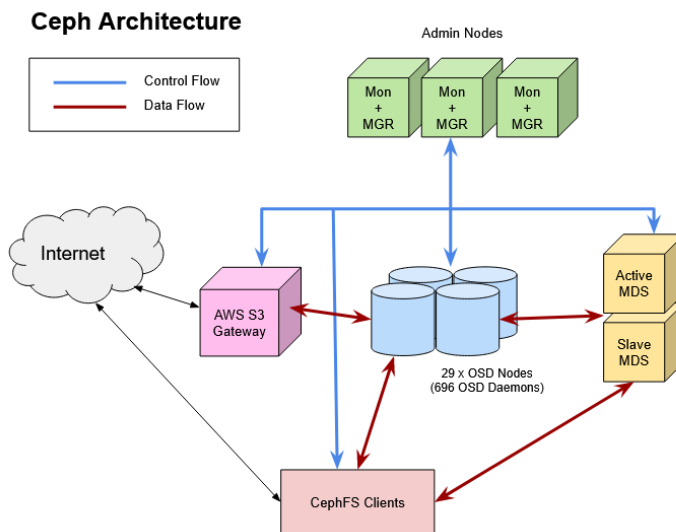 Ceph Architecture
Control Flow
Data Flow
Admin Nodes
Mon
+
MGR
Mon
+
MGR
Mon
+
MGR
Internet
AWS S3
Gateway
29 x OSD Nodes
(696 OSD Daemons)
Active
MDS
Slave
MDS
CephFS Clients